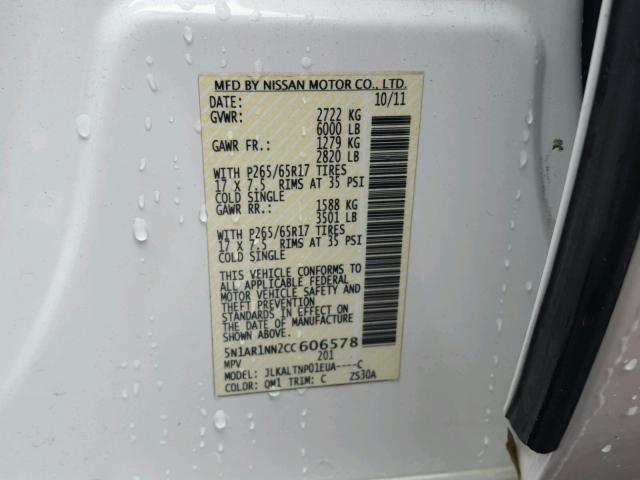 MFD BY NISSAN MOTOR CO., LTD.
DATE: 10/11
GVWR: 2722 KG
6000 LB
GAWR FR.: 1279 KG
2820 LB
WITH P265/65R17 TIRES
17 X 7.5 RIMS AT 35 PSI
COLD SINGLE
GAWR RR.: 1588 KG
3501 LB
WITH P265/65R17 TIRES
17 X 7.5 RIMS AT 35 PSI
COLD SINGLE
THIS VEHICLE CONFORMS TO
ALL APPLICABLE FEDERAL
MOTOR VEHICLE SAFETY AND
THEFT PREVENTION
STANDARDS IN EFFECT ON
THE DATE OF MANUFACTURE
SHOWN ABOVE.
5N1AR1NN2CC606578
MPV 201
MODEL: JLKALTNP01EUA----C
COLOR: QM1 TRIM: C ZS30A